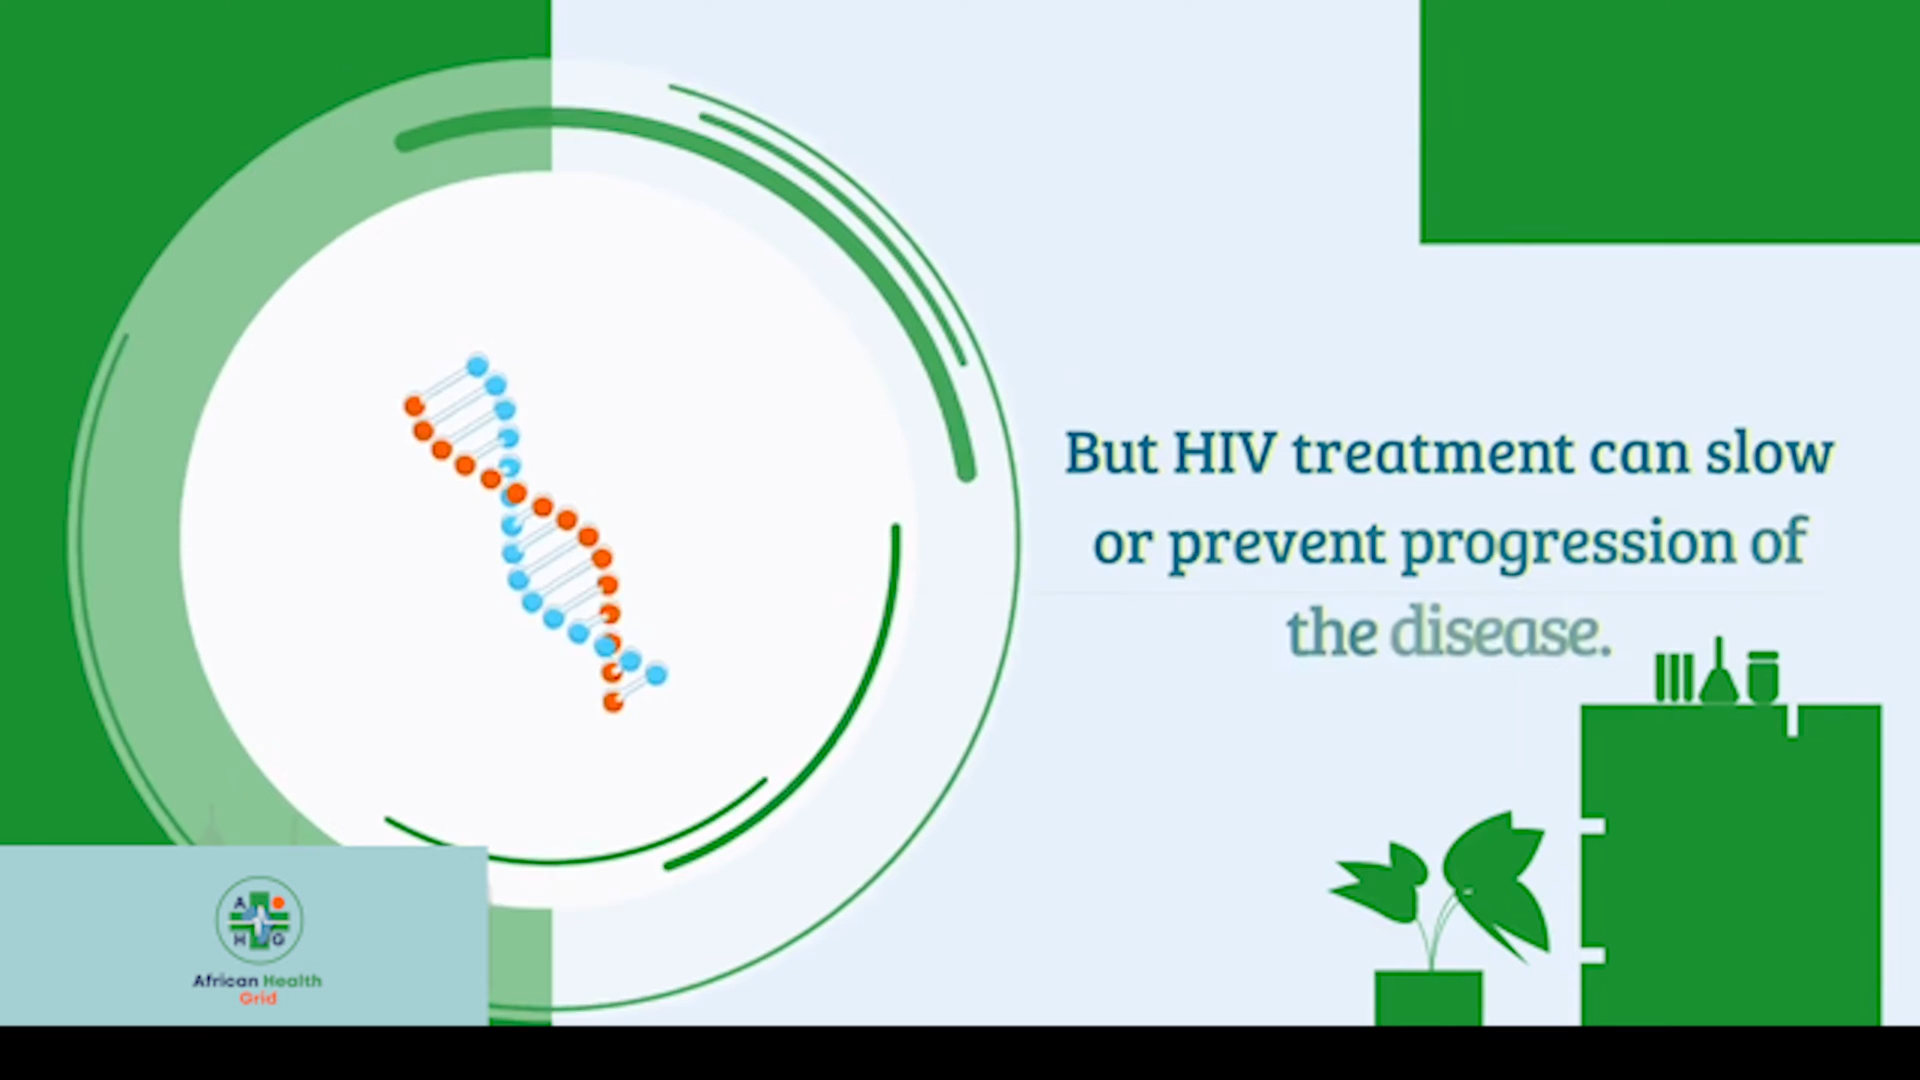 But HIV treatment can slow
or prevent progression of
the disease.
A
H G
African Health
Grid